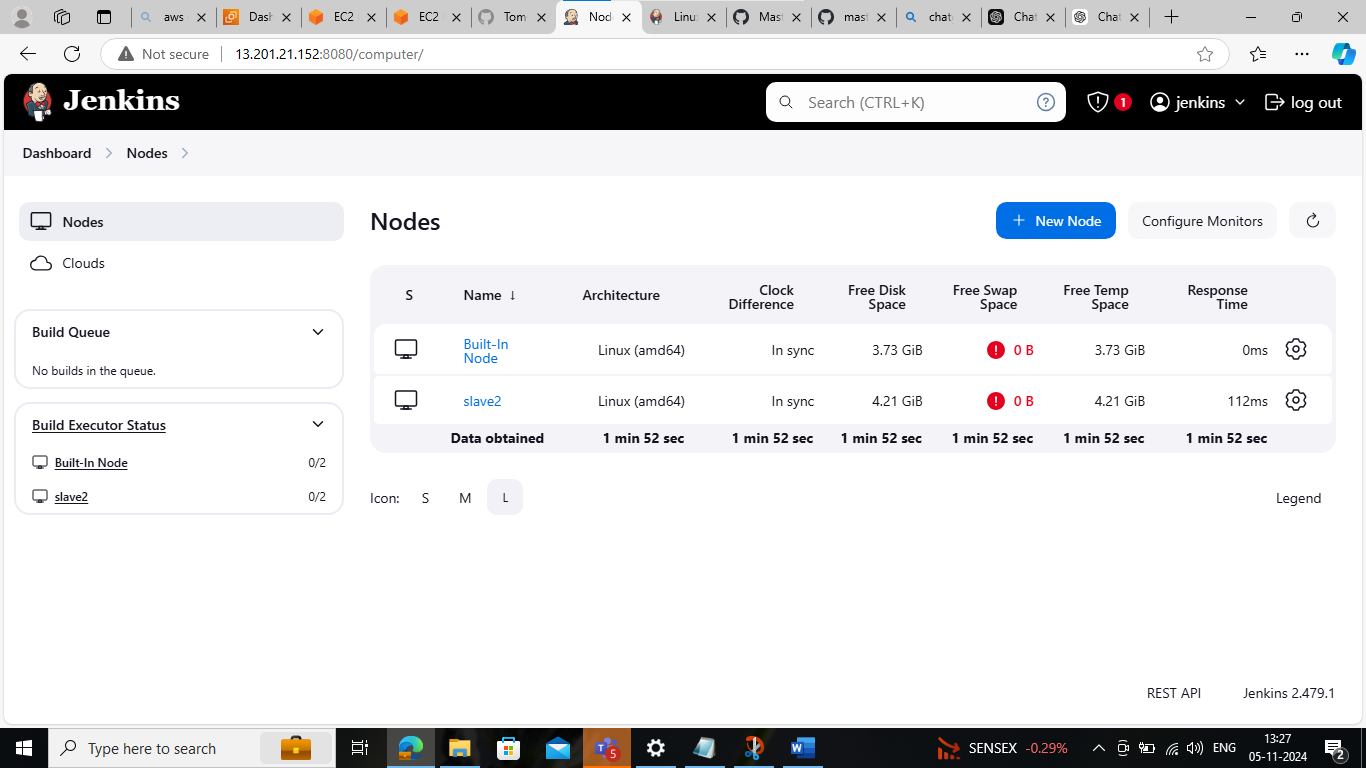 aws
Dash
EC2
EC2
Tom
Node
Linux
Mast
mast
chat
Chat
Chat
Not secure
13.201.21.152:8080/computer/
Jenkins
Search (CTRL+K)
?
1
jenkins
log out
Dashboard
Nodes
Nodes
Clouds
Build Queue
No builds in the queue.
Build Executor Status
Built-In Node 0/2
slave2 0/2
Nodes
+ New Node
Configure Monitors
S Name ↓ Architecture Clock Difference Free Disk Space Free Swap Space Free Temp Space Response Time
Built-In Node Linux (amd64) In sync 3.73 GiB ! 0 B 3.73 GiB 0ms
slave2 Linux (amd64) In sync 4.21 GiB ! 0 B 4.21 GiB 112ms
Data obtained 1 min 52 sec 1 min 52 sec 1 min 52 sec 1 min 52 sec 1 min 52 sec 1 min 52 sec
Icon: S M L
Legend
REST API
Jenkins 2.479.1
Type here to search
5
SENSEX -0.29%
ENG
13:27
05-11-2024
2